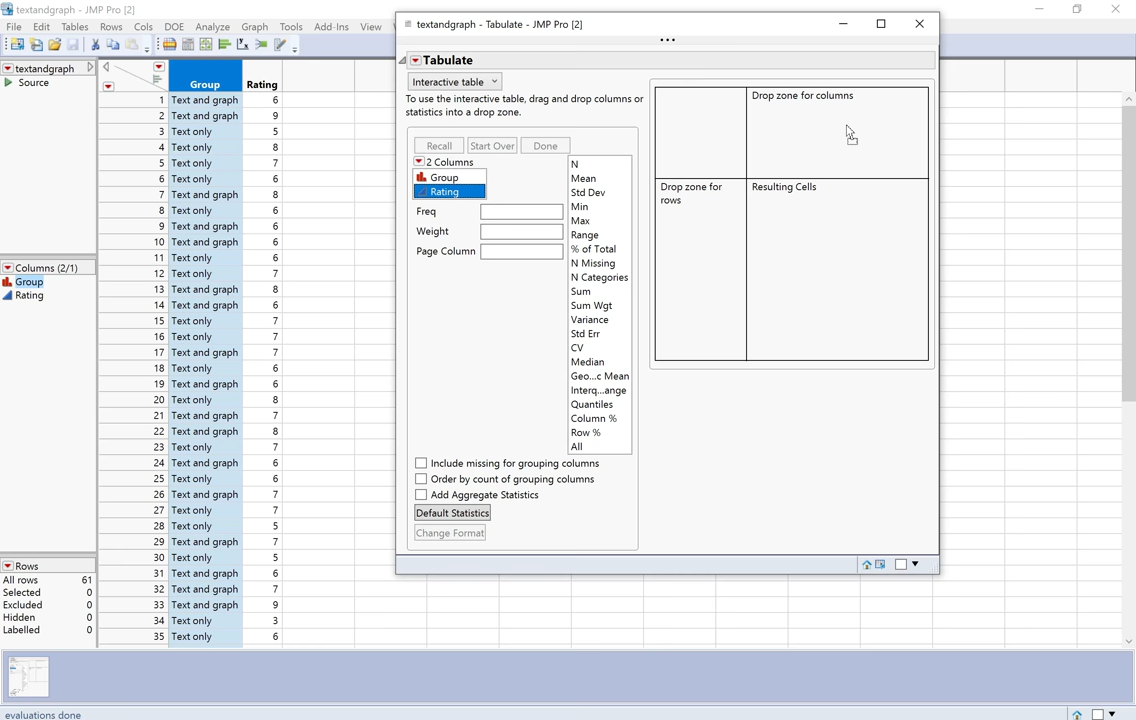 textandgraph - JMP Pro [2]
File Edit Tables Rows Cols DOE Analyze Graph Tools Add-Ins View
textandgraph
Source
Columns (2/1)
Group
Rating
Rows
All rows 61
Selected 0
Excluded 0
Hidden 0
Labelled 0
Group Rating
1 Text and graph 6
2 Text and graph 9
3 Text only 5
4 Text only 8
5 Text only 7
6 Text only 6
7 Text and graph 8
8 Text only 6
9 Text and graph 6
10 Text and graph 6
11 Text only 6
12 Text only 7
13 Text and graph 8
14 Text and graph 6
15 Text only 7
16 Text only 7
17 Text and graph 7
18 Text only 6
19 Text and graph 6
20 Text only 8
21 Text and graph 7
22 Text and graph 8
23 Text only 7
24 Text and graph 6
25 Text only 6
26 Text and graph 7
27 Text only 7
28 Text only 5
29 Text and graph 7
30 Text only 5
31 Text and graph 6
32 Text and graph 7
33 Text and graph 9
34 Text only 3
35 Text only 6
textandgraph - Tabulate - JMP Pro [2]
Tabulate
Interactive table
To use the interactive table, drag and drop columns or
statistics into a drop zone.
Recall Start Over Done
2 Columns
Group
Rating
Freq
Weight
Page Column
N
Mean
Std Dev
Min
Max
Range
% of Total
N Missing
N Categories
Sum
Sum Wgt
Variance
Std Err
CV
Median
Geo...c Mean
Interq...ange
Quantiles
Column %
Row %
All
Include missing for grouping columns
Order by count of grouping columns
Add Aggregate Statistics
Default Statistics
Change Format
Drop zone for columns
Drop zone for
rows
Resulting Cells
evaluations done